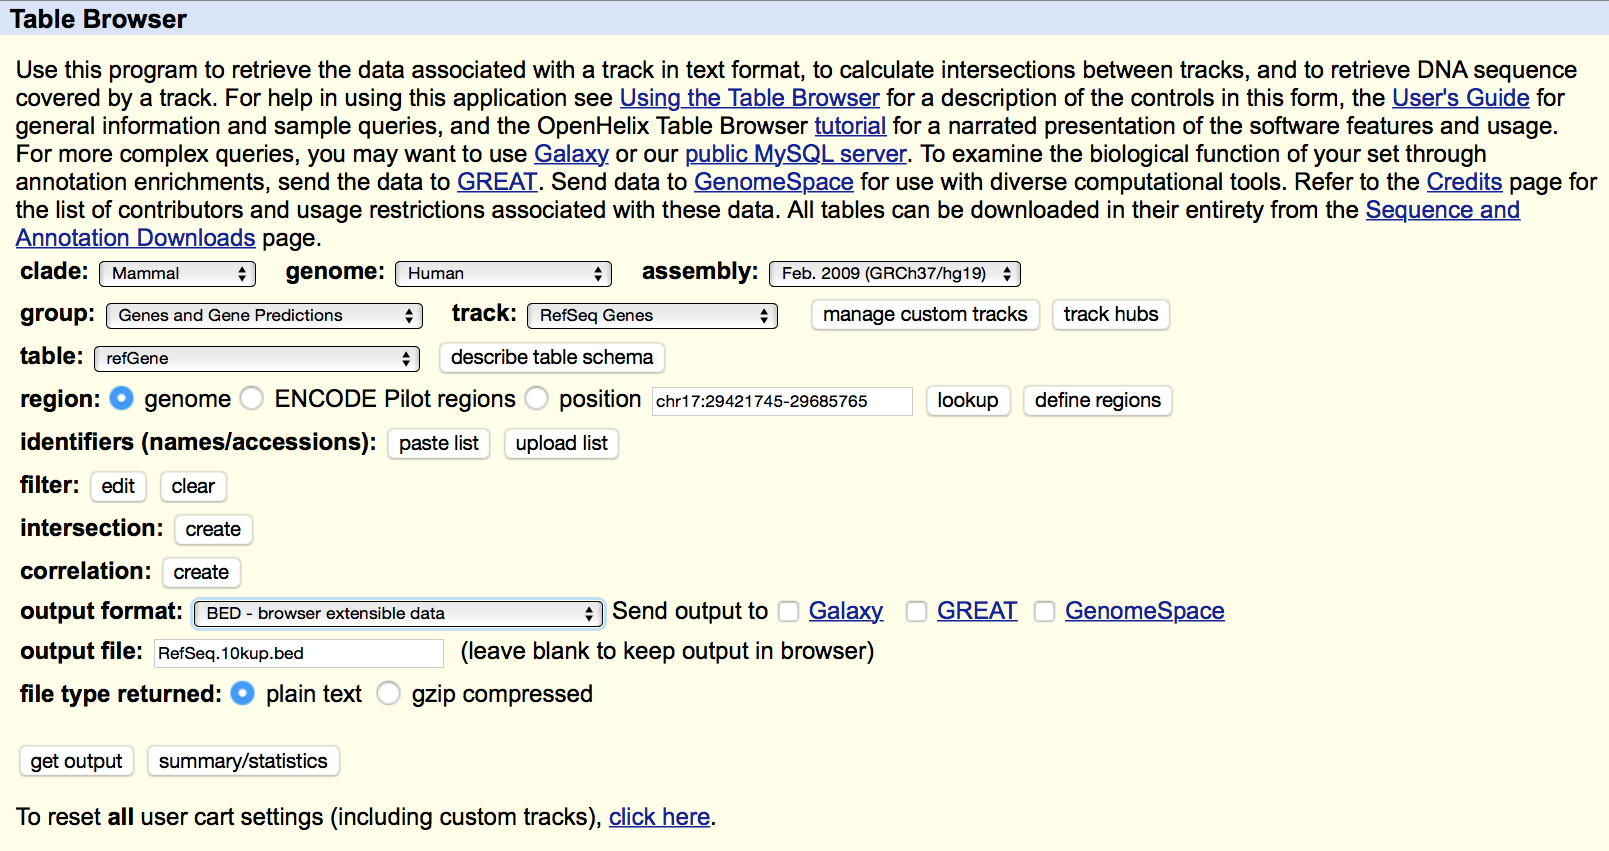 Table Browser
Use this program to retrieve the data associated with a track in text format, to calculate intersections between tracks, and to retrieve DNA sequence
covered by a track. For help in using this application see Using the Table Browser for a description of the controls in this form, the User's Guide for
general information and sample queries, and the OpenHelix Table Browser tutorial for a narrated presentation of the software features and usage.
For more complex queries, you may want to use Galaxy or our public MySQL server. To examine the biological function of your set through
annotation enrichments, send the data to GREAT. Send data to GenomeSpace for use with diverse computational tools. Refer to the Credits page for
the list of contributors and usage restrictions associated with these data. All tables can be downloaded in their entirety from the Sequence and
Annotation Downloads page.
clade: Mammal genome: Human assembly: Feb. 2009 (GRCh37/hg19)
group: Genes and Gene Predictions track: RefSeq Genes manage custom tracks track hubs
table: refGene describe table schema
region: genome ENCODE Pilot regions position chr17:29421745-29685765 lookup define regions
identifiers (names/accessions): paste list upload list
filter: edit clear
intersection: create
correlation: create
output format: BED - browser extensible data Send output to Galaxy GREAT GenomeSpace
output file: RefSeq.10kup.bed (leave blank to keep output in browser)
file type returned: plain text gzip compressed
get output summary/statistics
To reset all user cart settings (including custom tracks), click here.